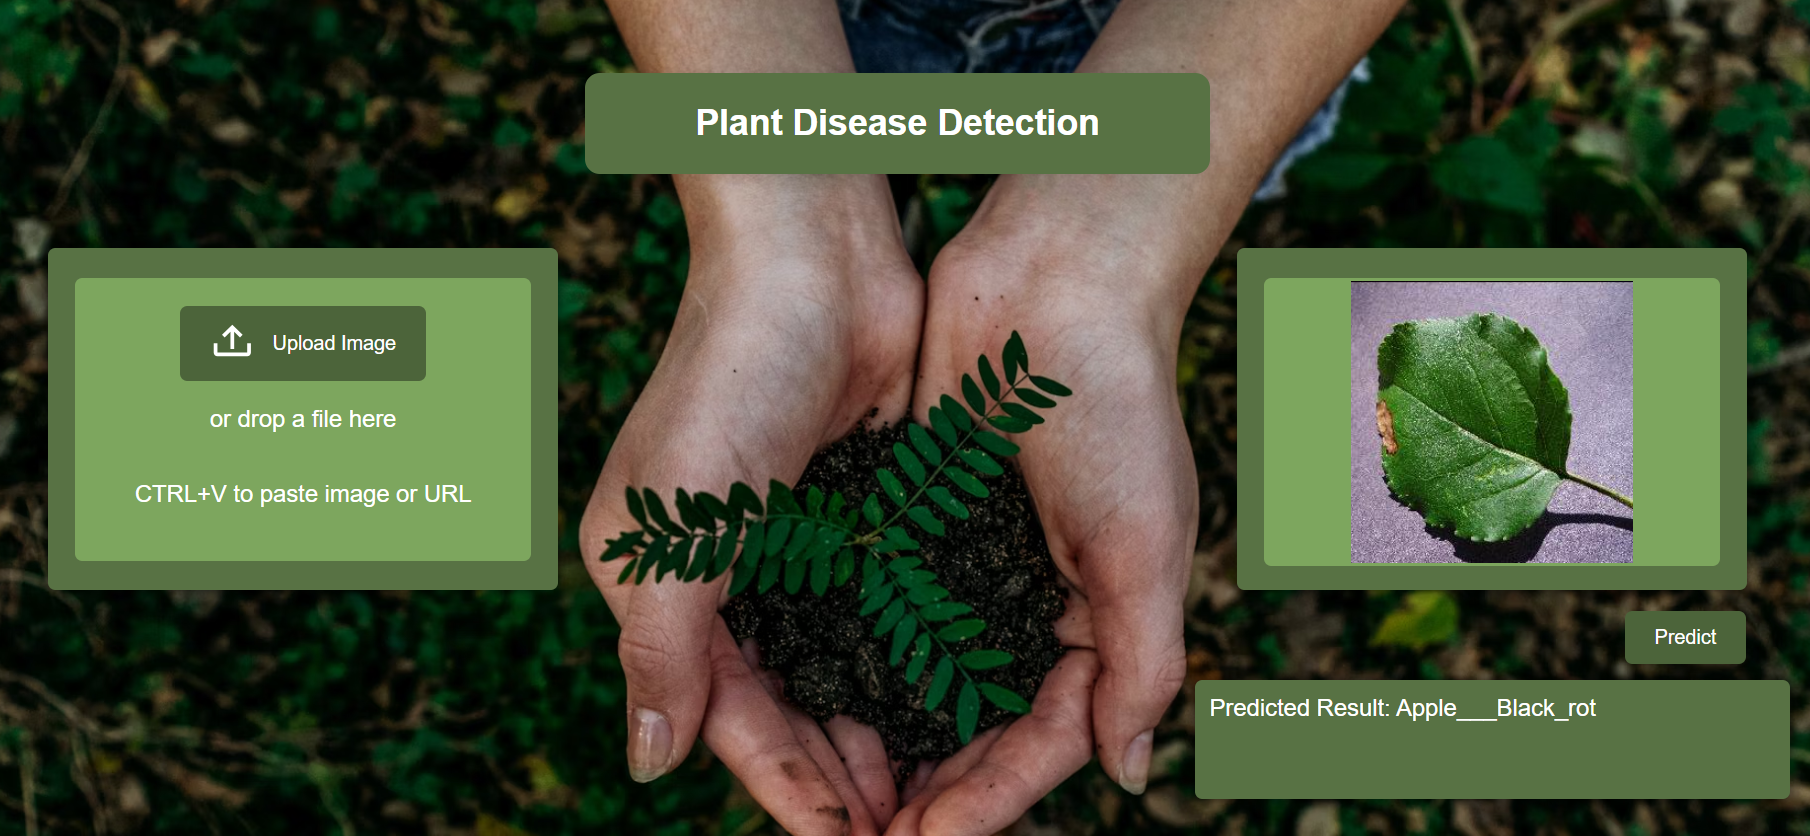 Plant Disease Detection
Upload Image
or drop a file here
CTRL+V to paste image or URL
Predict
Predicted Result: Apple___Black_rot